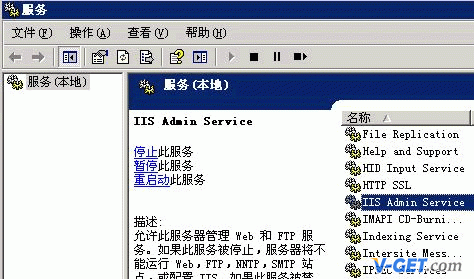 服务
文件(F) 操作(A) 查看(V) 帮助(H)
服务(本地)
服务(本地)
IIS Admin Service
停止此服务
暂停此服务
重启动此服务
描述:
允许此服务器管理 Web 和 FTP 服
务。如果此服务被停止,服务器将不
能运行 Web,FTP,NNTP,SMTP 站
点,或配置 IIS。如果此服务被禁
名称
File Replication
Help and Support
HID Input Service
HTTP SSL
IIS Admin Service
IMAPI CD-Burni...
Indexing Service
Intersite Mess...
V-GET.com